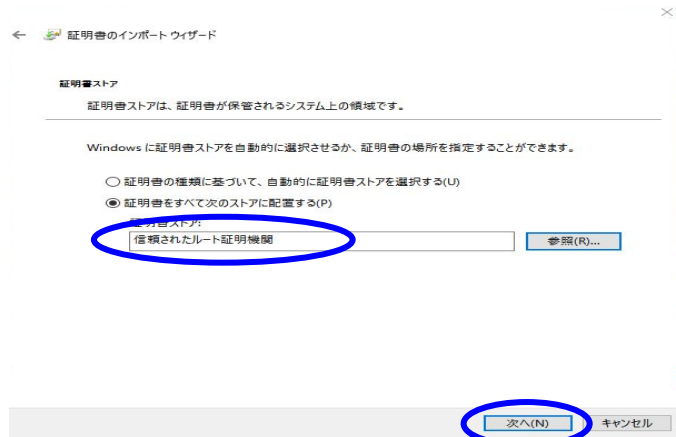 証明書のインポート ウィザード
証明書ストア
証明書ストアは、証明書が保管されるシステム上の領域です。
Windows に証明書ストアを自動的に選択させるか、証明書の場所を指定することができます。
証明書の種類に基づいて、自動的に証明書ストアを選択する(U)
証明書をすべて次のストアに配置する(P)
証明書ストア:
信頼されたルート証明機関
参照(R)...
次へ(N)
キャンセル